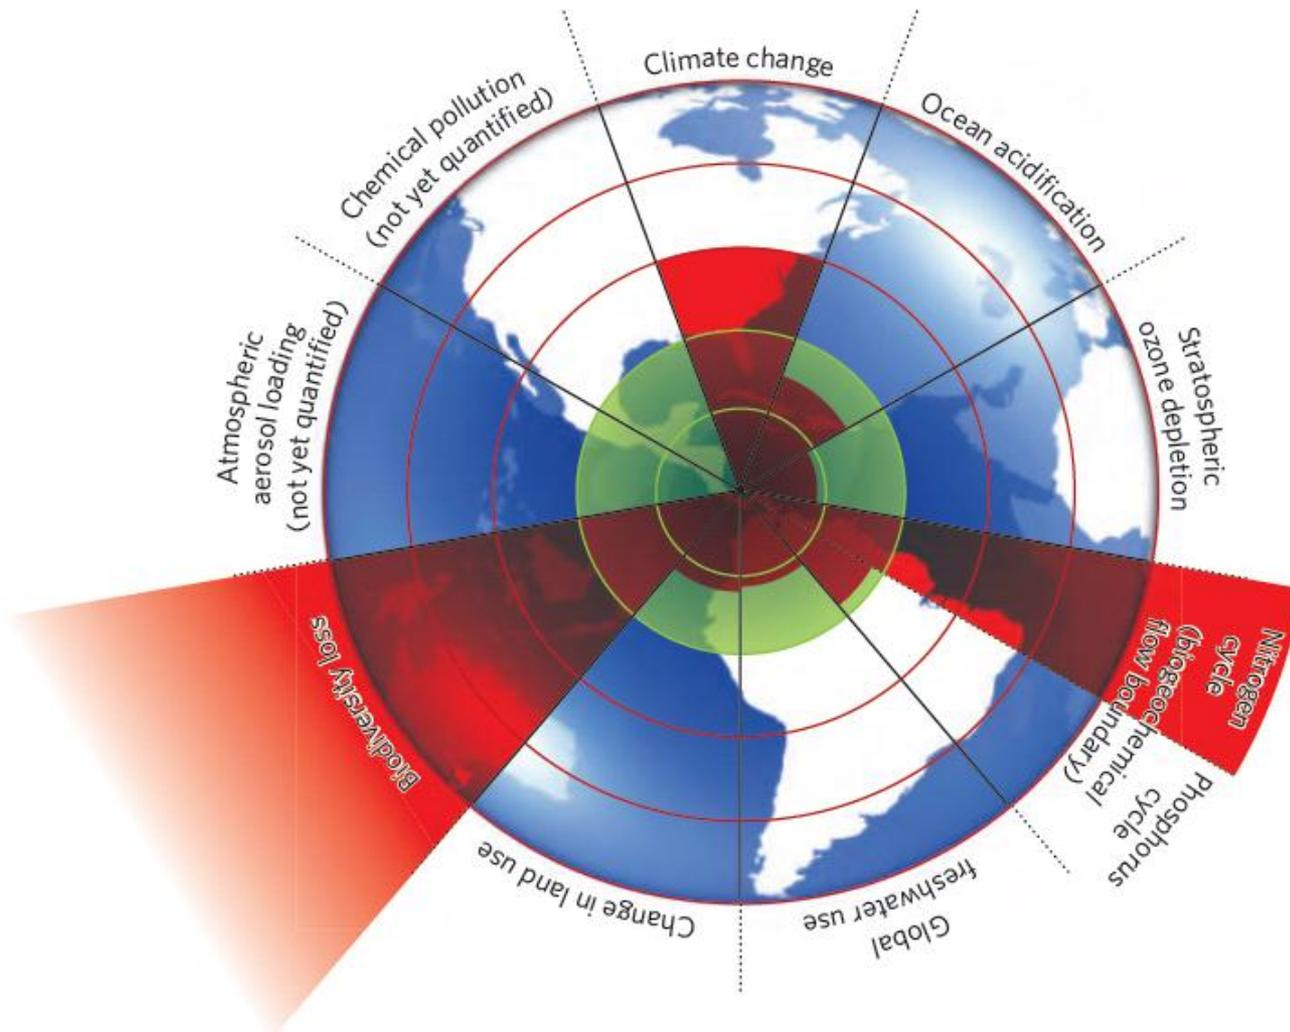 Climate change
Ocean acidification
Stratospheric
ozone depletion
Nitrogen
cycle
(biogeochemical
flow boundary)
Phosphorus
cycle
Global
freshwater use
Change in land use
Biodiversity loss
Atmospheric
aerosol loading
(not yet quantified)
Chemical pollution
(not yet quantified)